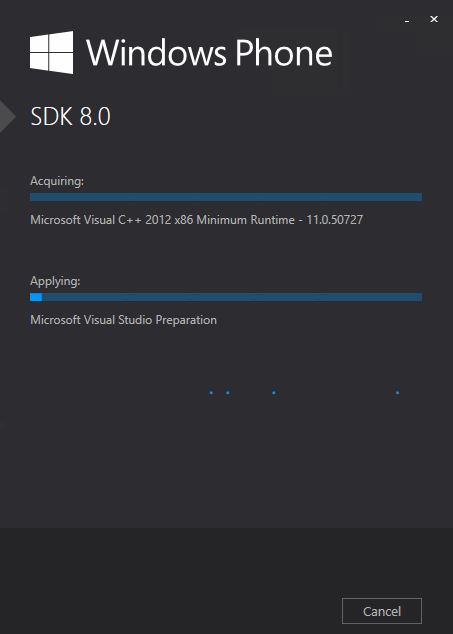 Windows Phone
SDK 8.0
Acquiring:
Microsoft Visual C++ 2012 x86 Minimum Runtime - 11.0.50727
Applying:
Microsoft Visual Studio Preparation
Cancel